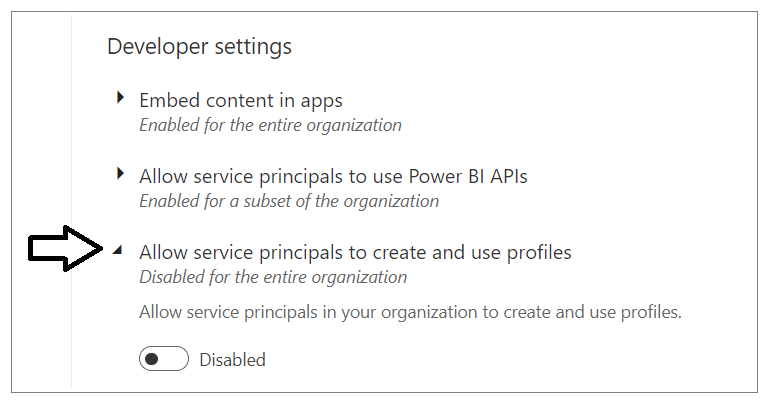 Developer settings
Embed content in apps
Enabled for the entire organization
Allow service principals to use Power BI APIs
Enabled for a subset of the organization
Allow service principals to create and use profiles
Disabled for the entire organization
Allow service principals in your organization to create and use profiles.
Disabled